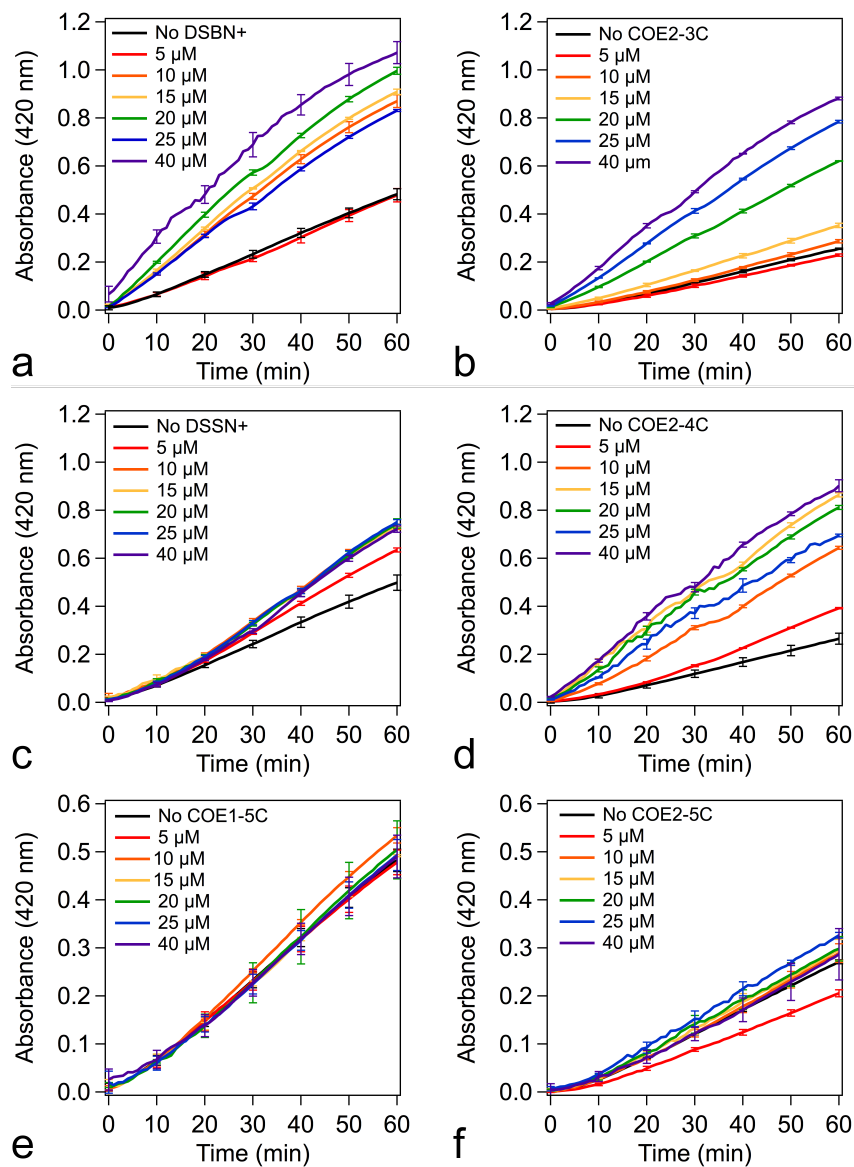 No DSBN+
5 µM
10 µM
15 µM
20 µM
25 µM
40 µM
Absorbance (420 nm)
1.2
1.0
0.8
0.6
0.4
0.2
0.0
0 10 20 30 40 50 60
Time (min)
a
No COE2-3C
5 µM
10 µM
15 µM
20 µM
25 µM
40 µm
Absorbance (420 nm)
1.2
1.0
0.8
0.6
0.4
0.2
0.0
0 10 20 30 40 50 60
Time (min)
b
No DSSN+
5 µM
10 µM
15 µM
20 µM
25 µM
40 µM
Absorbance (420 nm)
1.2
1.0
0.8
0.6
0.4
0.2
0.0
0 10 20 30 40 50 60
Time (min)
c
No COE2-4C
5 µM
10 µM
15 µM
20 µM
25 µM
40 µM
Absorbance (420 nm)
1.2
1.0
0.8
0.6
0.4
0.2
0.0
0 10 20 30 40 50 60
Time (min)
d
No COE1-5C
5 µM
10 µM
15 µM
20 µM
25 µM
40 µM
Absorbance (420 nm)
0.6
0.5
0.4
0.3
0.2
0.1
0.0
0 10 20 30 40 50 60
Time (min)
e
No COE2-5C
5 µM
10 µM
15 µM
20 µM
25 µM
40 µM
Absorbance (420 nm)
0.6
0.5
0.4
0.3
0.2
0.1
0.0
0 10 20 30 40 50 60
Time (min)
f